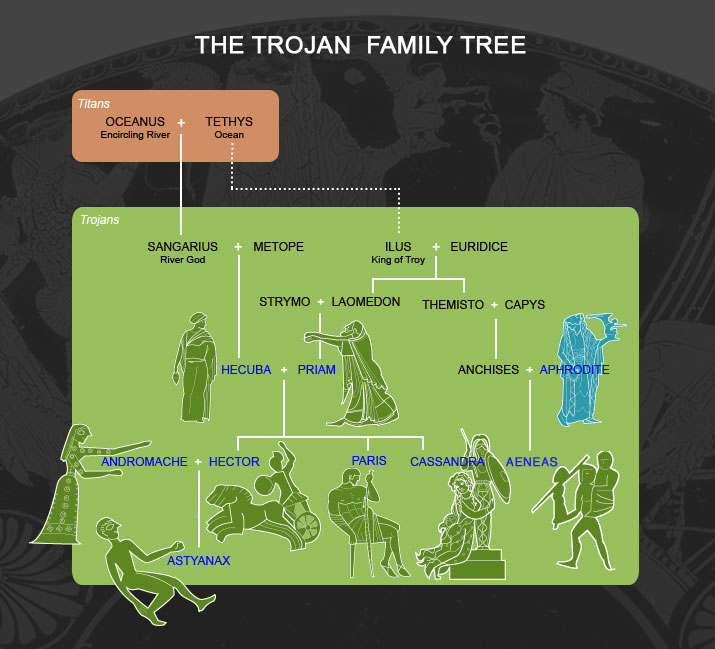 THE TROJAN FAMILY TREE
Titans
OCEANUS + TETHYS
Encircling River Ocean
Trojans
SANGARIUS + METOPE ILUS + EURIDICE
River God King of Troy
STRYMO + LAOMEDON THEMISTO + CAPYS
HECUBA + PRIAM ANCHISES + APHRODITE
ANDROMACHE + HECTOR PARIS CASSANDRA AENEAS
ASTYANAX